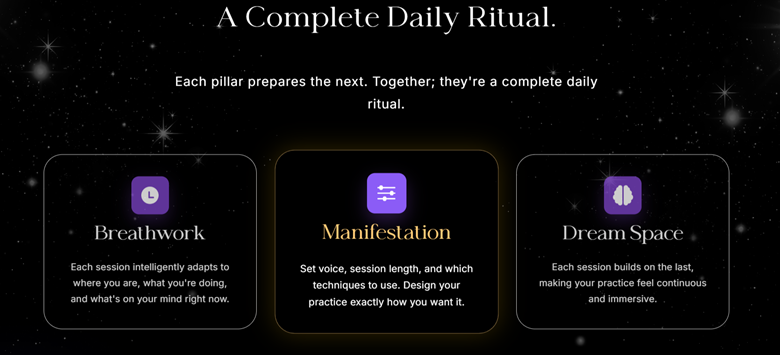 A Complete Daily Ritual.
Each pillar prepares the next. Together; they're a complete daily
ritual.
Breathwork
Each session intelligently adapts to
where you are, what you're doing,
and what's on your mind right now.
Manifestation
Set voice, session length, and which
techniques to use. Design your
practice exactly how you want it.
Dream Space
Each session builds on the last,
making your practice feel continuous
and immersive.